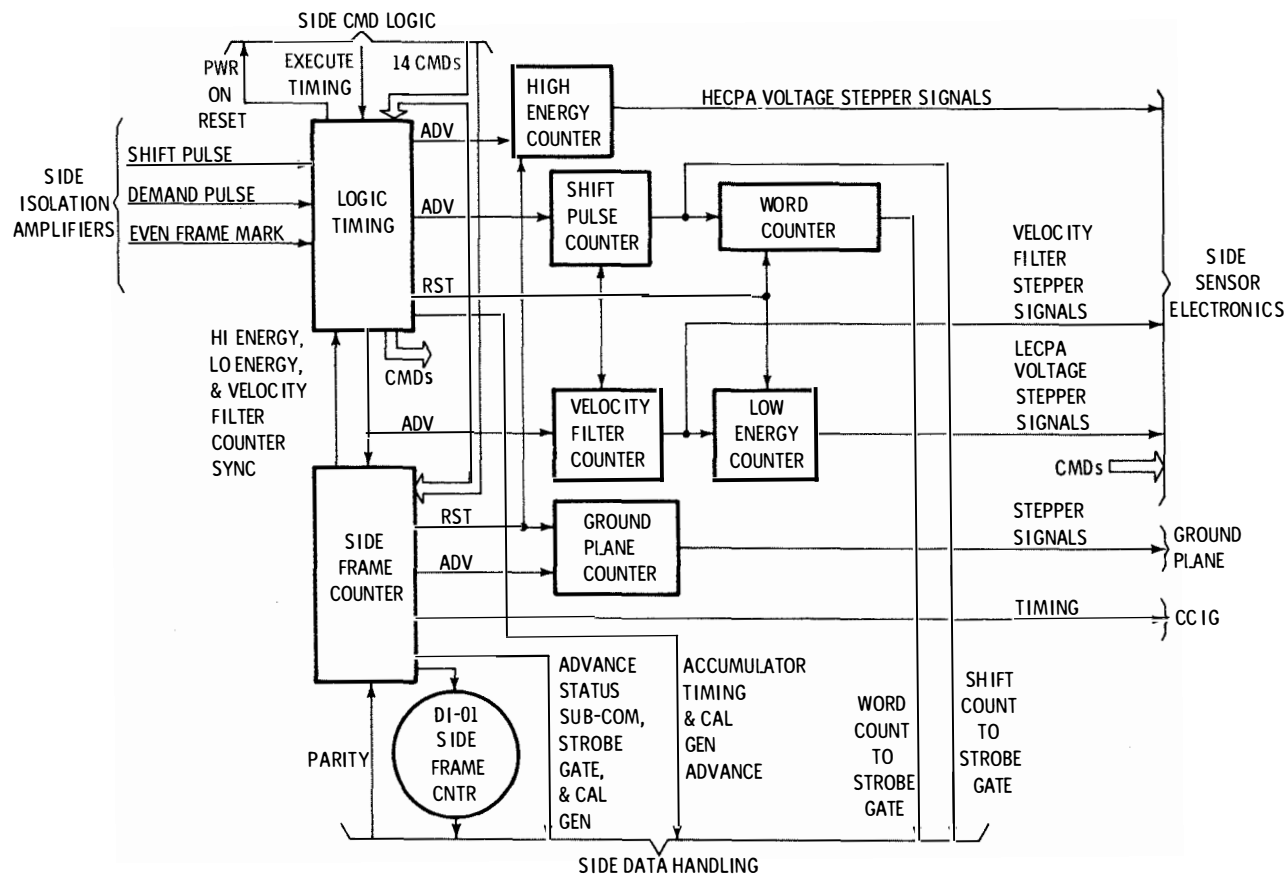 SIDE CMD LOGIC
PWR
ON
RESET
EXECUTE
TIMING
14 CMDs
HIGH
ENERGY
COUNTER
HECPA VOLTAGE STEPPER SIGNALS
ADV
SIDE
ISOLATION
AMPLIFIERS
SHIFT PULSE
DEMAND PULSE
EVEN FRAME MARK
LOGIC
TIMING
ADV
SHIFT
PULSE
COUNTER
WORD
COUNTER
RST
VELOCITY
FILTER
STEPPER
SIGNALS
SIDE
SENSOR
ELECTRONICS
HI ENERGY,
LO ENERGY,
& VELOCITY
FILTER
COUNTER
SYNC
CMDs
ADV
VELOCITY
FILTER
COUNTER
LOW
ENERGY
COUNTER
LECPA
VOLTAGE
STEPPER
SIGNALS
CMDs
SIDE
FRAME
COUNTER
RST
ADV
GROUND
PLANE
COUNTER
STEPPER
SIGNALS
GROUND
PLANE
TIMING
CCIG
PARITY
DI-01
SIDE
FRAME
CNTR
ADVANCE
STATUS
SUB-COM,
STROBE
GATE,
& CAL
GEN
ACCUMULATOR
TIMING
& CAL
GEN
ADVANCE
WORD
COUNT
TO
STROBE
GATE
SHIFT
COUNT
TO
STROBE
GATE
SIDE DATA HANDLING